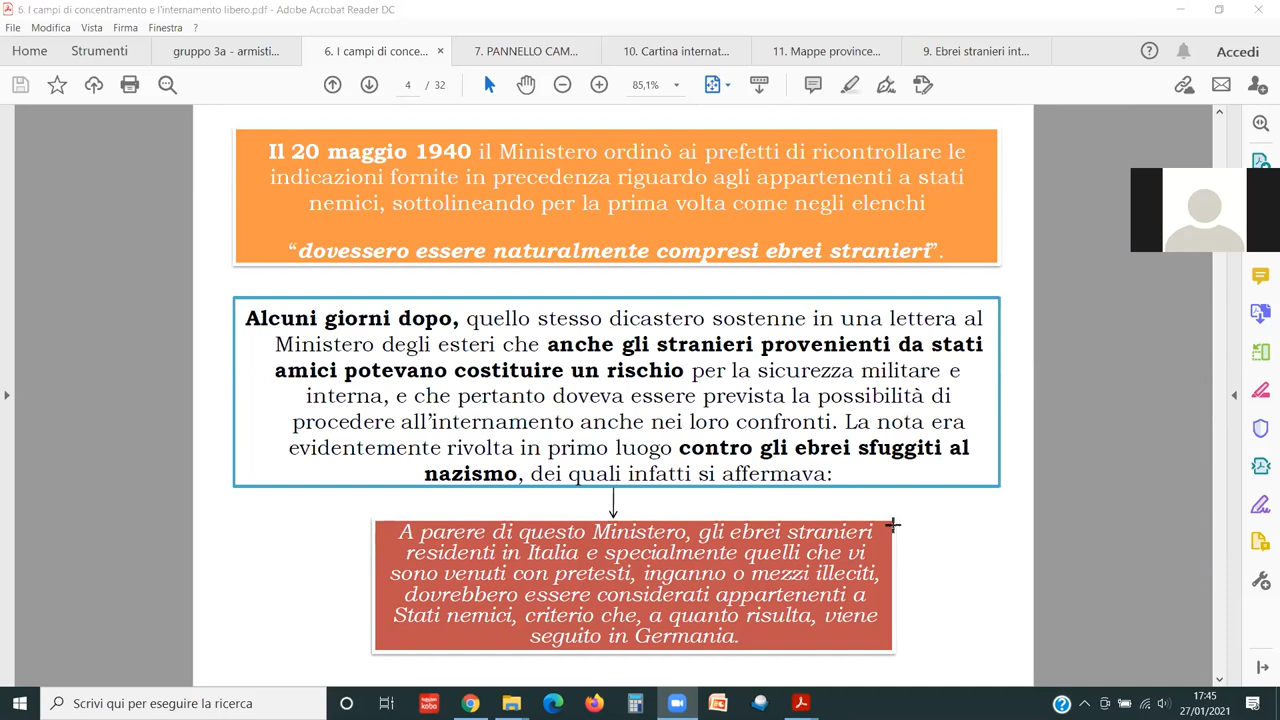 6. I campi di concentramento e l'internamento libero.pdf - Adobe Acrobat Reader DC
File Modifica Vista Firma Finestra ?
Home Strumenti gruppo 3a - armisti... 6. I campi di conce... × 7. PANNELLO CAM... 10. Cartina internat... 11. Mappe province... 9. Ebrei stranieri int... Accedi
4 / 32 85,1%
Il 20 maggio 1940 il Ministero ordinò ai prefetti di ricontrollare le
indicazioni fornite in precedenza riguardo agli appartenenti a stati
nemici, sottolineando per la prima volta come negli elenchi
“dovessero essere naturalmente compresi ebrei stranieri”.
Alcuni giorni dopo, quello stesso dicastero sostenne in una lettera al
Ministero degli esteri che anche gli stranieri provenienti da stati
amici potevano costituire un rischio per la sicurezza militare e
interna, e che pertanto doveva essere prevista la possibilità di
procedere all’internamento anche nei loro confronti. La nota era
evidentemente rivolta in primo luogo contro gli ebrei sfuggiti al
nazismo, dei quali infatti si affermava:
A parere di questo Ministero, gli ebrei stranieri
residenti in Italia e specialmente quelli che vi
sono venuti con pretesti, inganno o mezzi illeciti,
dovrebbero essere considerati appartenenti a
Stati nemici, criterio che, a quanto risulta, viene
seguito in Germania.
Scrivi qui per eseguire la ricerca
Rakuten
kobo
17:45
27/01/2021